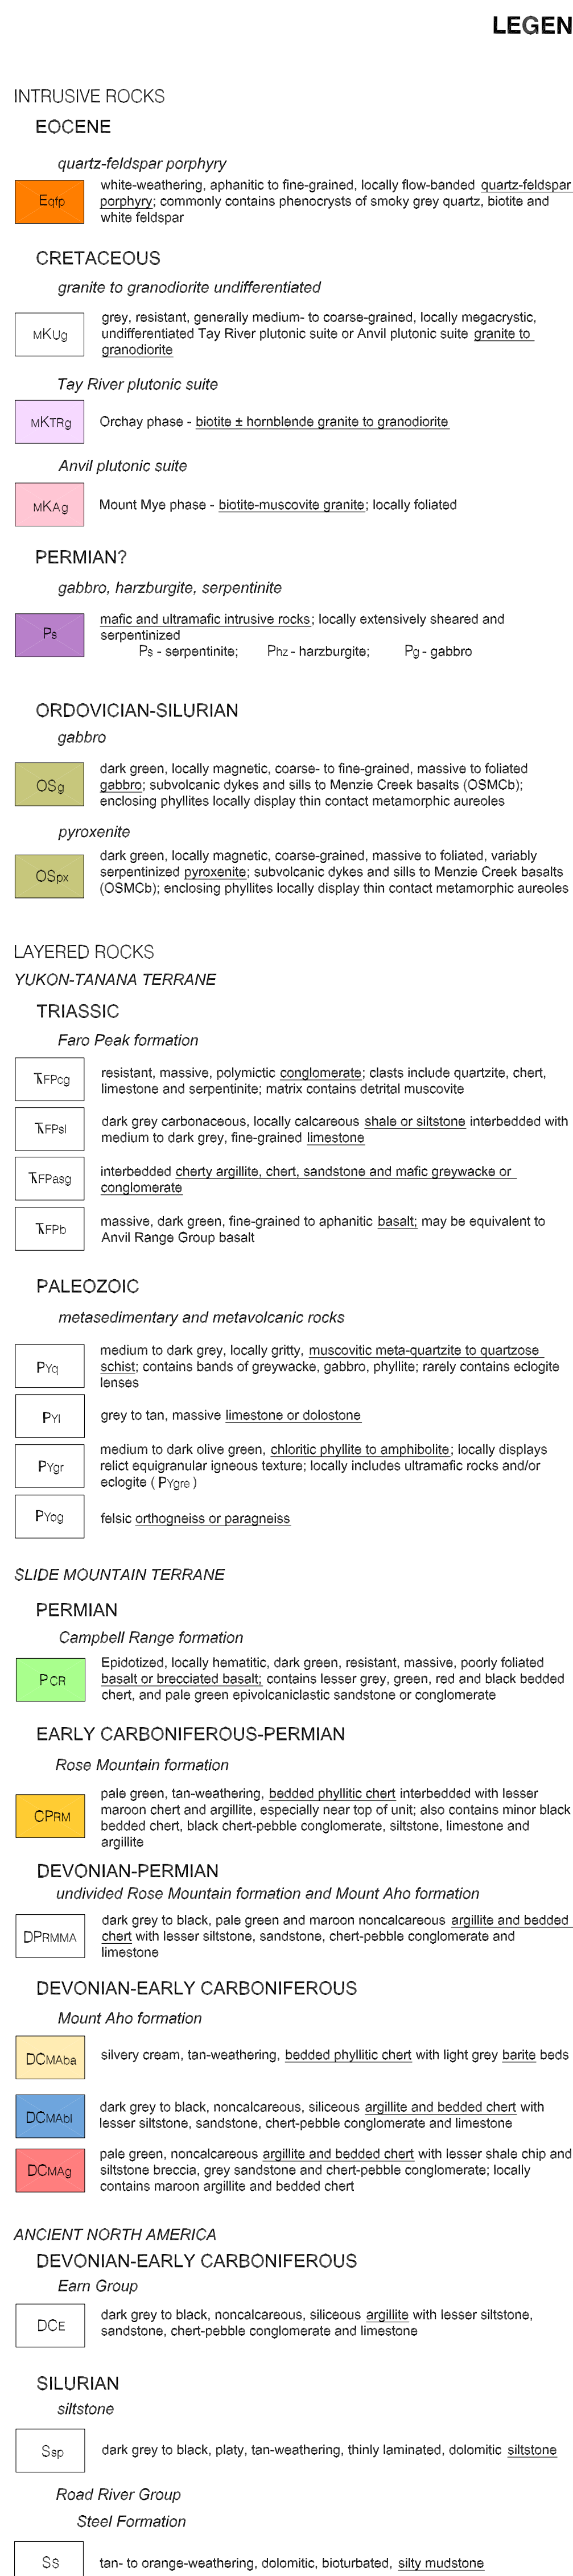 LEGEN
INTRUSIVE ROCKS
EOCENE
quartz-feldspar porphyry
Eqfp
white-weathering, aphanitic to fine-grained, locally flow-banded quartz-feldspar
porphyry; commonly contains phenocrysts of smoky grey quartz, biotite and
white feldspar
CRETACEOUS
granite to granodiorite undifferentiated
mKUg
grey, resistant, generally medium- to coarse-grained, locally megacrystic,
undifferentiated Tay River plutonic suite or Anvil plutonic suite granite to
granodiorite
Tay River plutonic suite
mKTRg
Orchay phase - biotite ± hornblende granite to granodiorite
Anvil plutonic suite
mKAg
Mount Mye phase - biotite-muscovite granite; locally foliated
PERMIAN?
gabbro, harzburgite, serpentinite
Ps
mafic and ultramafic intrusive rocks; locally extensively sheared and
serpentinized
Ps - serpentinite; Phz - harzburgite; Pg - gabbro
ORDOVICIAN-SILURIAN
gabbro
OSg
dark green, locally magnetic, coarse- to fine-grained, massive to foliated
gabbro; subvolcanic dykes and sills to Menzie Creek basalts (OSMCb);
enclosing phyllites locally display thin contact metamorphic aureoles
pyroxenite
OSpx
dark green, locally magnetic, coarse-grained, massive to foliated, variably
serpentinized pyroxenite; subvolcanic dykes and sills to Menzie Creek basalts
(OSMCb); enclosing phyllites locally display thin contact metamorphic aureoles
LAYERED ROCKS
YUKON-TANANA TERRANE
TRIASSIC
Faro Peak formation
TFPcg
resistant, massive, polymictic conglomerate; clasts include quartzite, chert,
limestone and serpentinite; matrix contains detrital muscovite
TFPsl
dark grey carbonaceous, locally calcareous shale or siltstone interbedded with
medium to dark grey, fine-grained limestone
TFPasg
interbedded cherty argillite, chert, sandstone and mafic greywacke or
conglomerate
TFPb
massive, dark green, fine-grained to aphanitic basalt; may be equivalent to
Anvil Range Group basalt
PALEOZOIC
metasedimentary and metavolcanic rocks
PYq
medium to dark grey, locally gritty, muscovitic meta-quartzite to quartzose
schist; contains bands of greywacke, gabbro, phyllite; rarely contains eclogite
lenses
PYl
grey to tan, massive limestone or dolostone
PYgr
medium to dark olive green, chloritic phyllite to amphibolite; locally displays
relict equigranular igneous texture; locally includes ultramafic rocks and/or
eclogite (PYgre)
PYog
felsic orthogneiss or paragneiss
SLIDE MOUNTAIN TERRANE
PERMIAN
Campbell Range formation
PCR
Epidotized, locally hematitic, dark green, resistant, massive, poorly foliated
basalt or brecciated basalt; contains lesser grey, green, red and black bedded
chert, and pale green epivolcaniclastic sandstone or conglomerate
EARLY CARBONIFEROUS-PERMIAN
Rose Mountain formation
CPRM
pale green, tan-weathering, bedded phyllitic chert interbedded with lesser
maroon chert and argillite, especially near top of unit; also contains minor black
bedded chert, black chert-pebble conglomerate, siltstone, limestone and
argillite
DEVONIAN-PERMIAN
undivided Rose Mountain formation and Mount Aho formation
DPRMMA
dark grey to black, pale green and maroon noncalcareous argillite and bedded
chert with lesser siltstone, sandstone, chert-pebble conglomerate and
limestone
DEVONIAN-EARLY CARBONIFEROUS
Mount Aho formation
DCMAba
silvery cream, tan-weathering, bedded phyllitic chert with light grey barite beds
DCMAbl
dark grey to black, noncalcareous, siliceous argillite and bedded chert with
lesser siltstone, sandstone, chert-pebble conglomerate and limestone
DCMAg
pale green, noncalcareous argillite and bedded chert with lesser shale chip and
siltstone breccia, grey sandstone and chert-pebble conglomerate; locally
contains maroon argillite and bedded chert
ANCIENT NORTH AMERICA
DEVONIAN-EARLY CARBONIFEROUS
Earn Group
DCE
dark grey to black, noncalcareous, siliceous argillite with lesser siltstone,
sandstone, chert-pebble conglomerate and limestone
SILURIAN
siltstone
Ssp
dark grey to black, platy, tan-weathering, thinly laminated, dolomitic siltstone
Road River Group
Steel Formation
SS
tan- to orange-weathering, dolomitic, bioturbated, silty mudstone